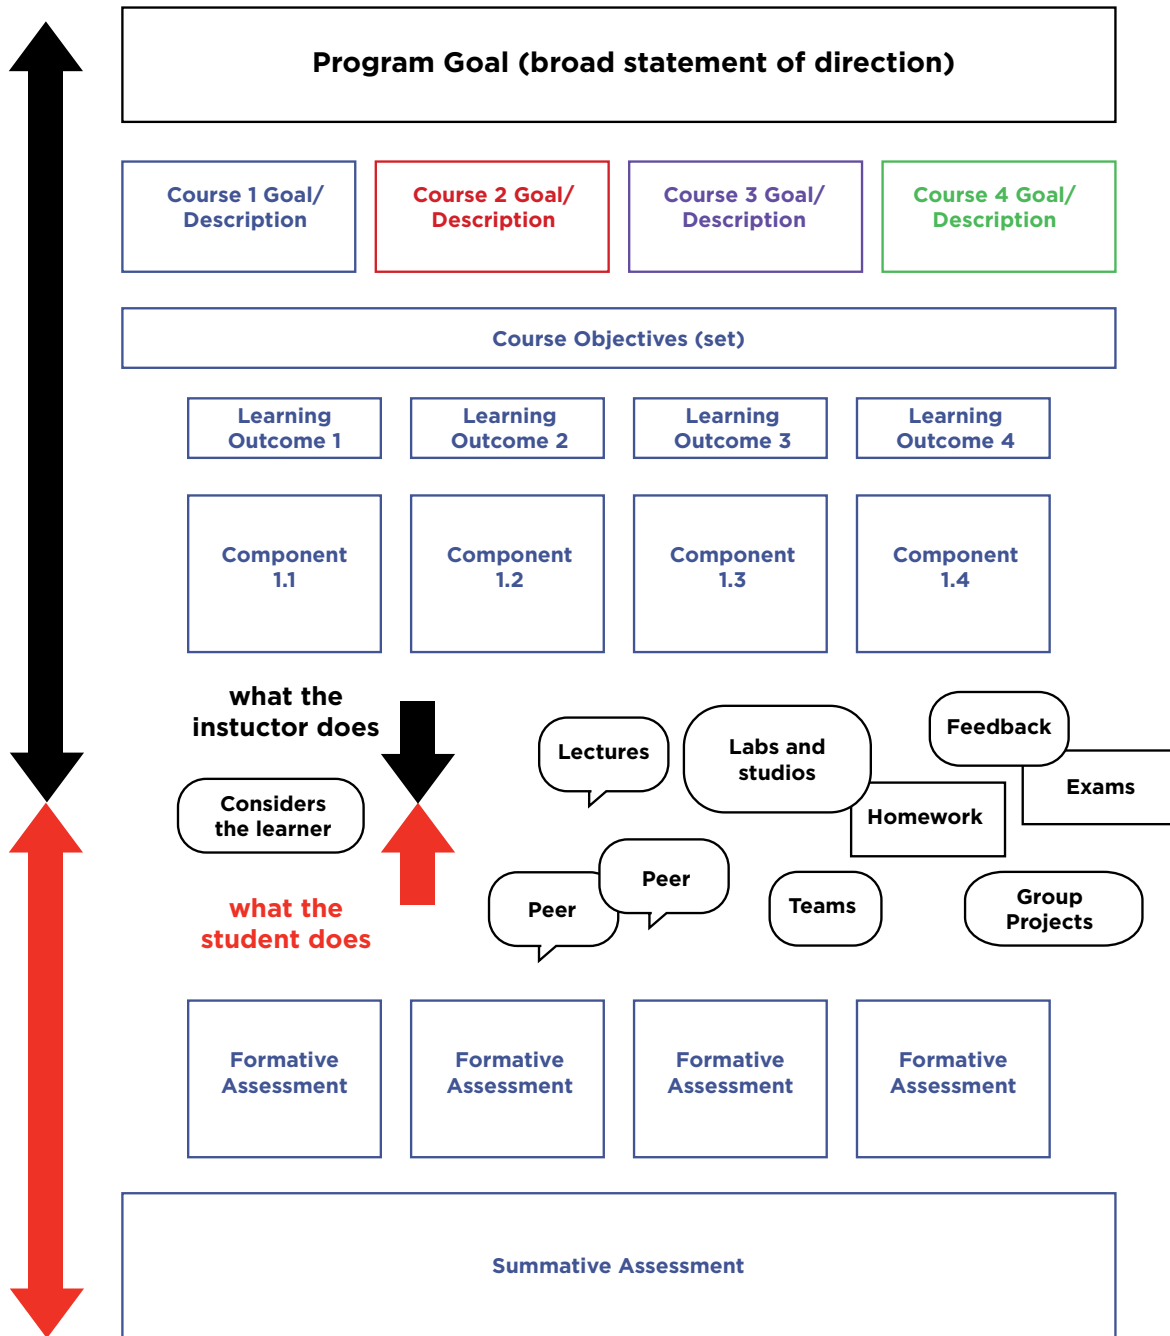 Program Goal (broad statement of direction)
Course 1 Goal/
Description
Course 2 Goal/
Description
Course 3 Goal/
Description
Course 4 Goal/
Description
Course Objectives (set)
Learning
Outcome 1
Learning
Outcome 2
Learning
Outcome 3
Learning
Outcome 4
Component
1.1
Component
1.2
Component
1.3
Component
1.4
what the
instuctor does
Considers
the learner
what the
student does
Lectures
Labs and
studios
Feedback
Exams
Homework
Peer
Peer
Teams
Group
Projects
Formative
Assessment
Formative
Assessment
Formative
Assessment
Formative
Assessment
Summative Assessment